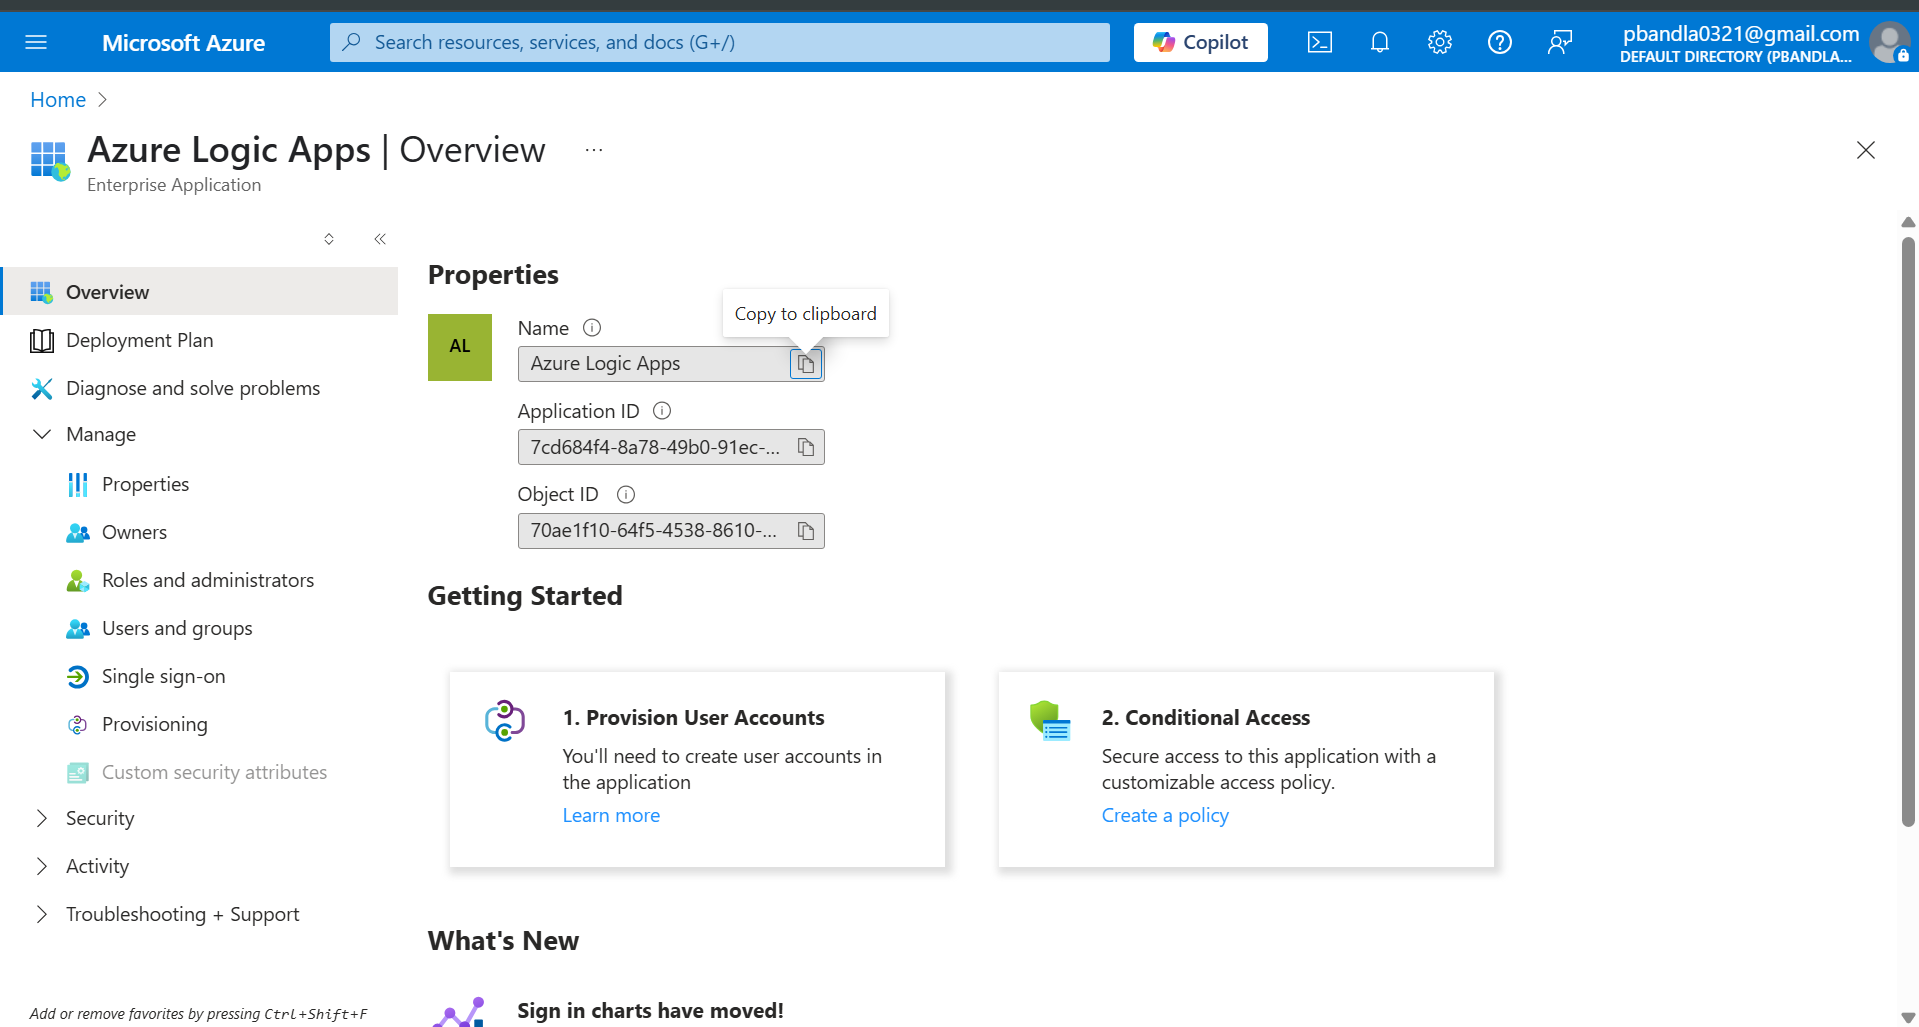 Microsoft Azure
Search resources, services, and docs (G+/)
Copilot
pbandla0321@gmail.com
DEFAULT DIRECTORY (PBANDLA...
Home
Azure Logic Apps | Overview
...
Enterprise Application
Overview
Deployment Plan
Diagnose and solve problems
Manage
Properties
Owners
Roles and administrators
Users and groups
Single sign-on
Provisioning
Custom security attributes
Security
Activity
Troubleshooting + Support
Add or remove favorites by pressing Ctrl+Shift+F
Properties
Copy to clipboard
AL
Name
Azure Logic Apps
Application ID
7cd684f4-8a78-49b0-91ec-...
Object ID
70ae1f10-64f5-4538-8610-...
Getting Started
1. Provision User Accounts
You'll need to create user accounts in
the application
Learn more
2. Conditional Access
Secure access to this application with a
customizable access policy.
Create a policy
What's New
Sign in charts have moved!